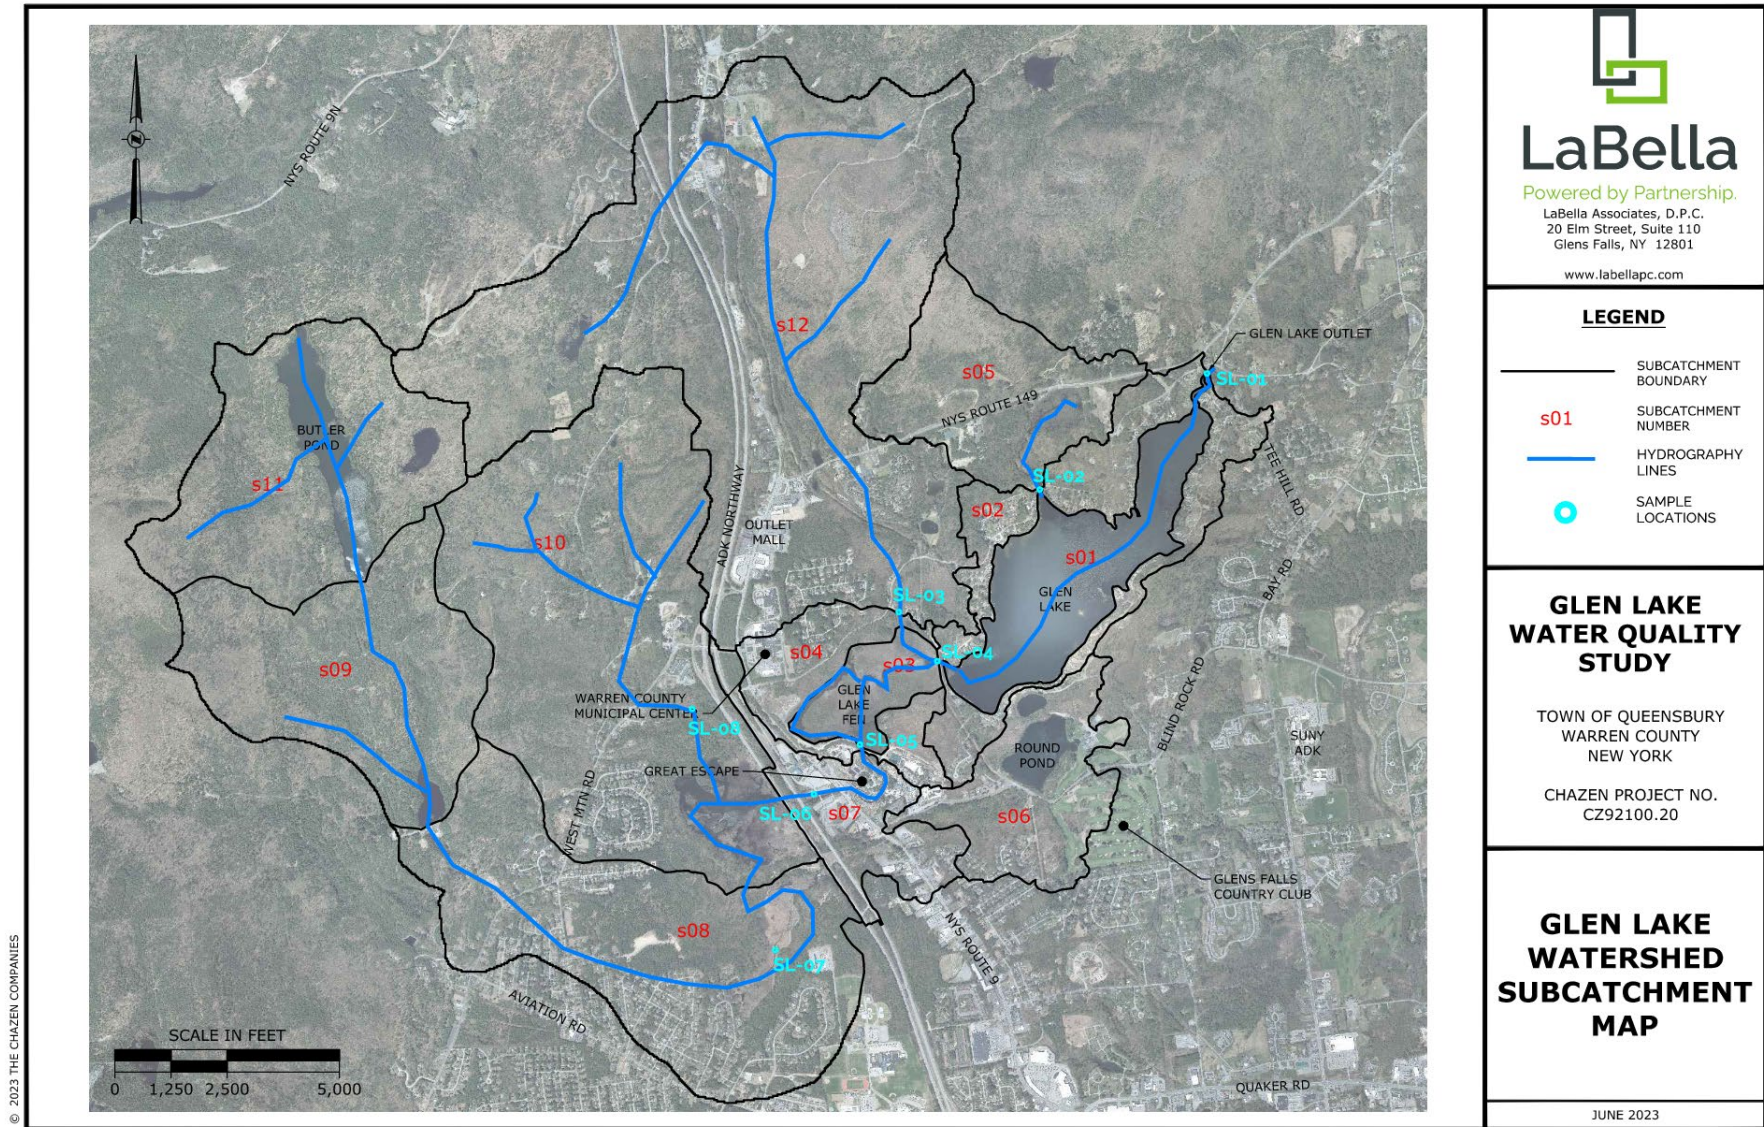 NYS ROUTE 9N
s12
GLEN LAKE OUTLET
SL-01
s05
NYS ROUTE 149
BUTLER
POND
s11
TEE HILL RD
SL-02
s02
s10
ADK NORTHWAY
OUTLET
MALL
s01
GLEN
LAKE
BAY RD
SL-03
s04
s03
SL-04
s09
WARREN COUNTY
MUNICIPAL CENTER
GLEN
LAKE
FEN
SL-08
SL-05
BLIND ROCK RD
ROUND
POND
SUNY
ADK
GREAT ESCAPE
WEST MTN RD
SL-06
s07
s06
GLENS FALLS
COUNTRY CLUB
s08
SL-07
NYS ROUTE 9
AVIATION RD
QUAKER RD
SCALE IN FEET
0 1,250 2,500 5,000
© 2023 THE CHAZEN COMPANIES
LaBella
Powered by Partnership.
LaBella Associates, D.P.C.
20 Elm Street, Suite 110
Glens Falls, NY 12801
www.labellapc.com
LEGEND
SUBCATCHMENT
BOUNDARY
s01
SUBCATCHMENT
NUMBER
HYDROGRAPHY
LINES
SAMPLE
LOCATIONS
GLEN LAKE
WATER QUALITY
STUDY
TOWN OF QUEENSBURY
WARREN COUNTY
NEW YORK
CHAZEN PROJECT NO.
CZ92100.20
GLEN LAKE
WATERSHED
SUBCATCHMENT
MAP
JUNE 2023